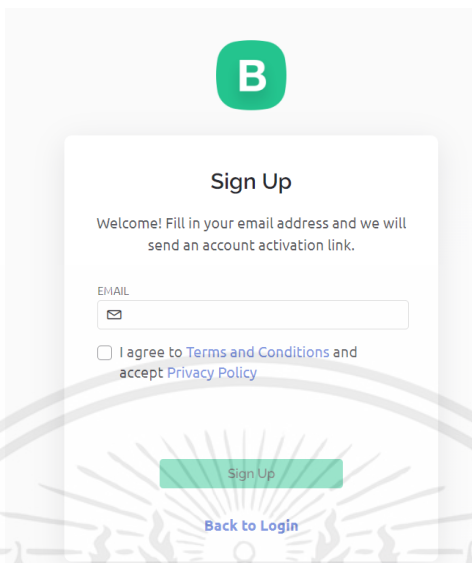 B
Sign Up
Welcome! Fill in your email address and we will
send an account activation link.
EMAIL
I agree to Terms and Conditions and
accept Privacy Policy
Sign Up
Back to Login